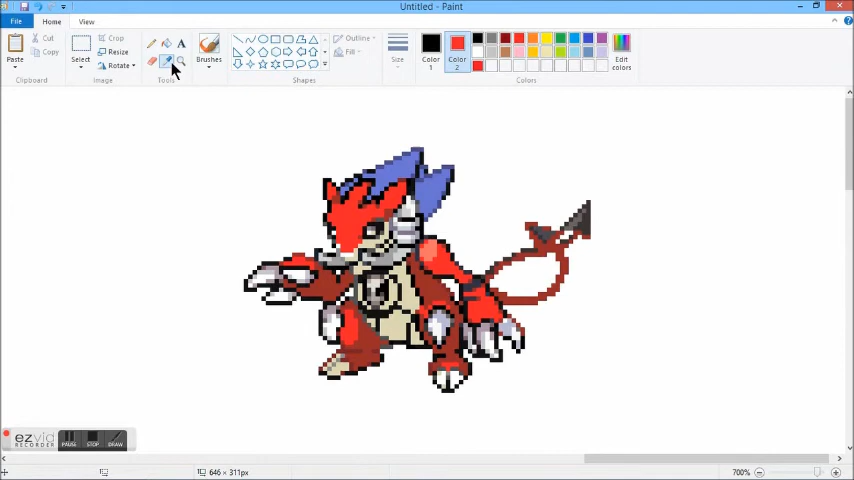 Untitled - Paint
File Home View
Paste
Cut
Copy
Clipboard
Select
Crop
Resize
Rotate
Image
A
Tools
Brushes
Outline
Fill
Shapes
Size
Color 1
Color 2
Edit colors
Colors
ezvid
RECORDER
PAUSE
STOP
DRAW
646 × 311px
700%